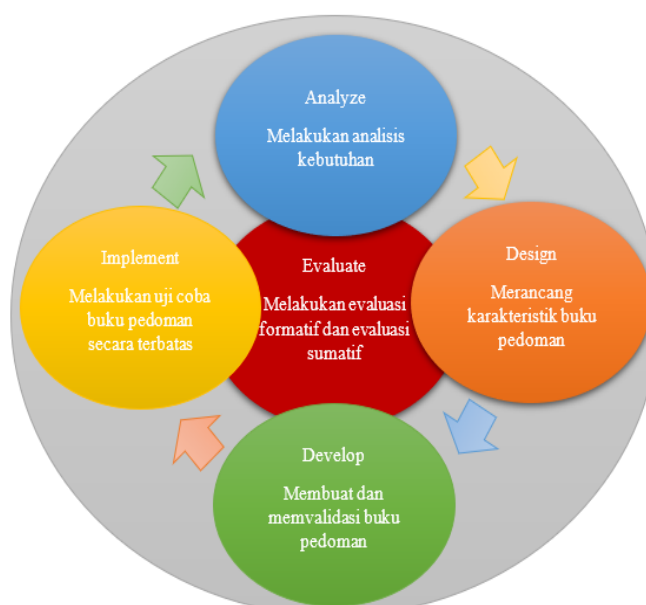 Analyze
Melakukan analisis
kebutuhan
Design
Merancang
karakteristik buku
pedoman
Develop
Membuat dan
memvalidasi buku
pedoman
Implement
Melakukan uji coba
buku pedoman
secara terbatas
Evaluate
Melakukan evaluasi
formatif dan evaluasi
sumatif